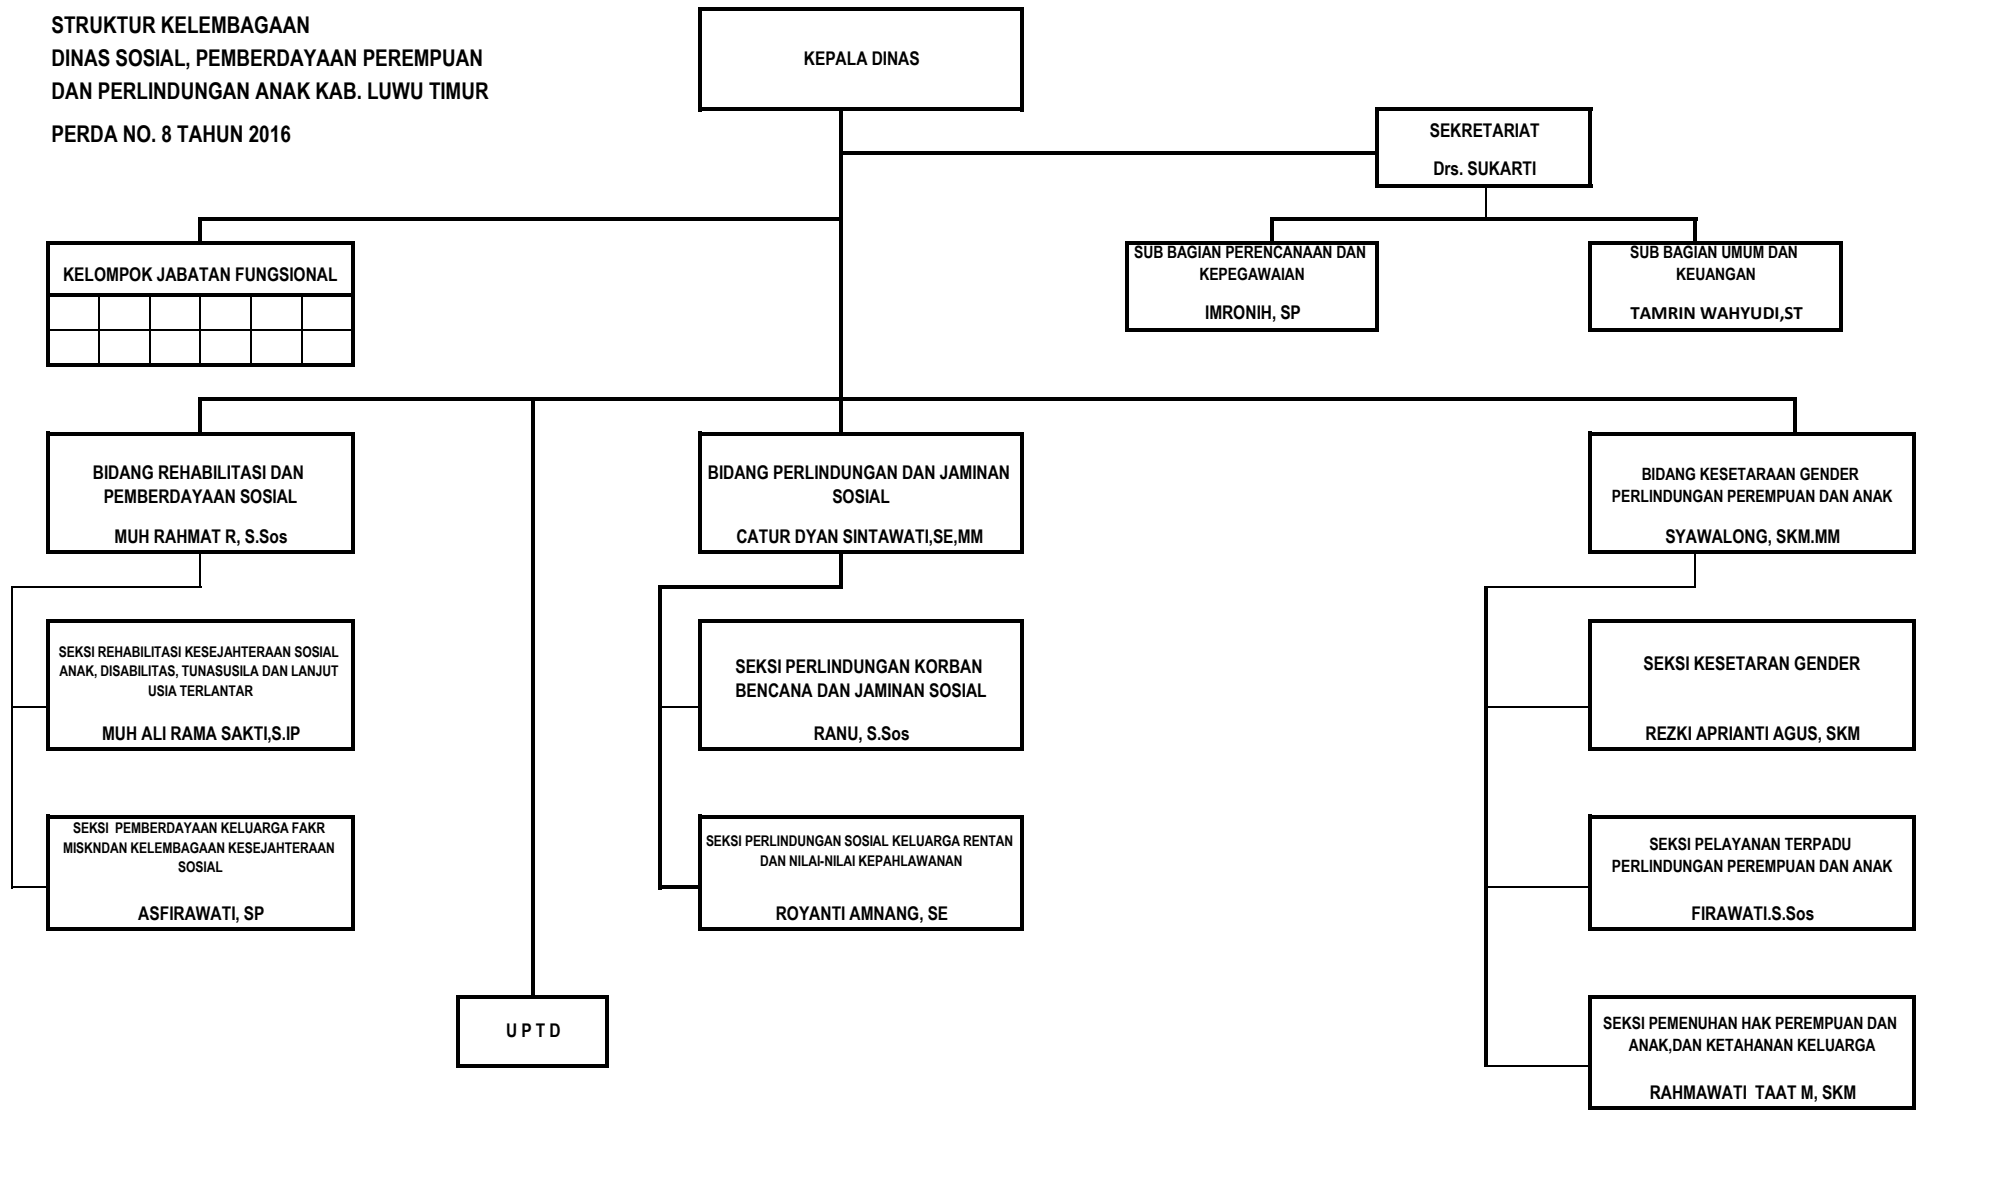 STRUKTUR KELEMBAGAAN
DINAS SOSIAL, PEMBERDAYAAN PEREMPUAN
DAN PERLINDUNGAN ANAK KAB. LUWU TIMUR
PERDA NO. 8 TAHUN 2016
KEPALA DINAS
SEKRETARIAT
Drs. SUKARTI
KELOMPOK JABATAN FUNGSIONAL
SUB BAGIAN PERENCANAAN DAN
KEPEGAWAIAN
IMRONIH, SP
SUB BAGIAN UMUM DAN
KEUANGAN
TAMRIN WAHYUDI,ST
BIDANG REHABILITASI DAN
PEMBERDAYAAN SOSIAL
MUH RAHMAT R, S.Sos
BIDANG PERLINDUNGAN DAN JAMINAN
SOSIAL
CATUR DYAN SINTAWATI,SE,MM
BIDANG KESETARAAN GENDER
PERLINDUNGAN PEREMPUAN DAN ANAK
SYAWALONG, SKM.MM
SEKSI REHABILITASI KESEJAHTERAAN SOSIAL
ANAK, DISABILITAS, TUNASUSILA DAN LANJUT
USIA TERLANTAR
MUH ALI RAMA SAKTI,S.IP
SEKSI PERLINDUNGAN KORBAN
BENCANA DAN JAMINAN SOSIAL
RANU, S.Sos
SEKSI KESETARAN GENDER
REZKI APRIANTI AGUS, SKM
SEKSI  PEMBERDAYAAN KELUARGA FAKR
MISKNDAN KELEMBAGAAN KESEJAHTERAAN
SOSIAL
ASFIRAWATI, SP
SEKSI PERLINDUNGAN SOSIAL KELUARGA RENTAN
DAN NILAI-NILAI KEPAHLAWANAN
ROYANTI AMNANG, SE
SEKSI PELAYANAN TERPADU
PERLINDUNGAN PEREMPUAN DAN ANAK
FIRAWATI.S.Sos
U P T D
SEKSI PEMENUHAN HAK PEREMPUAN DAN
ANAK,DAN KETAHANAN KELUARGA
RAHMAWATI  TAAT M, SKM